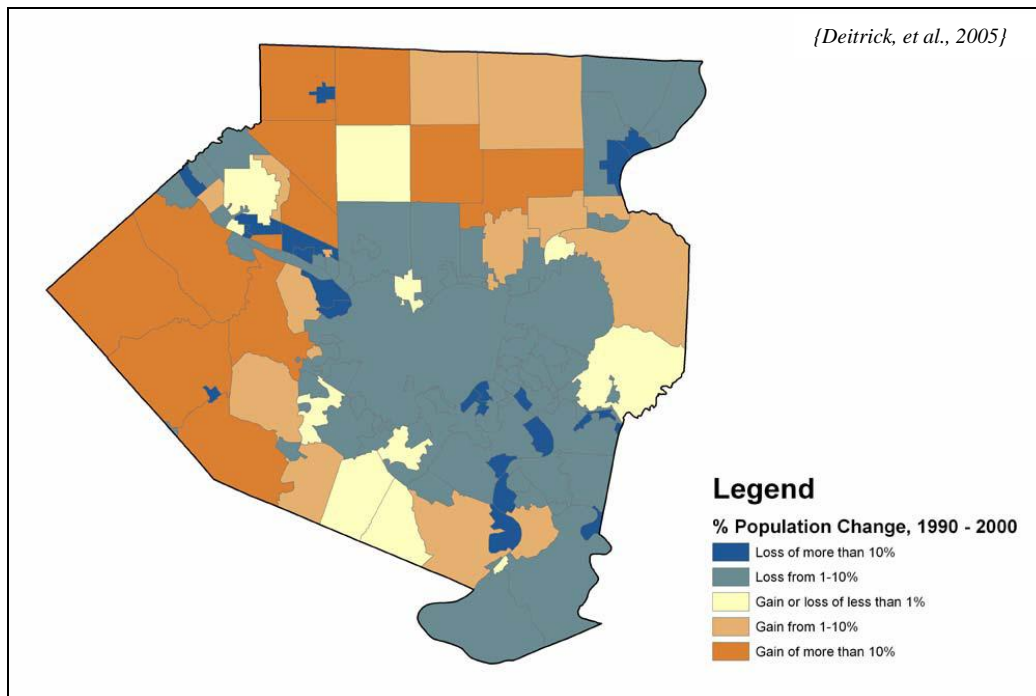 {Deitrick, et al., 2005}
Legend
% Population Change, 1990 - 2000
Loss of more than 10%
Loss from 1-10%
Gain or loss of less than 1%
Gain from 1-10%
Gain of more than 10%